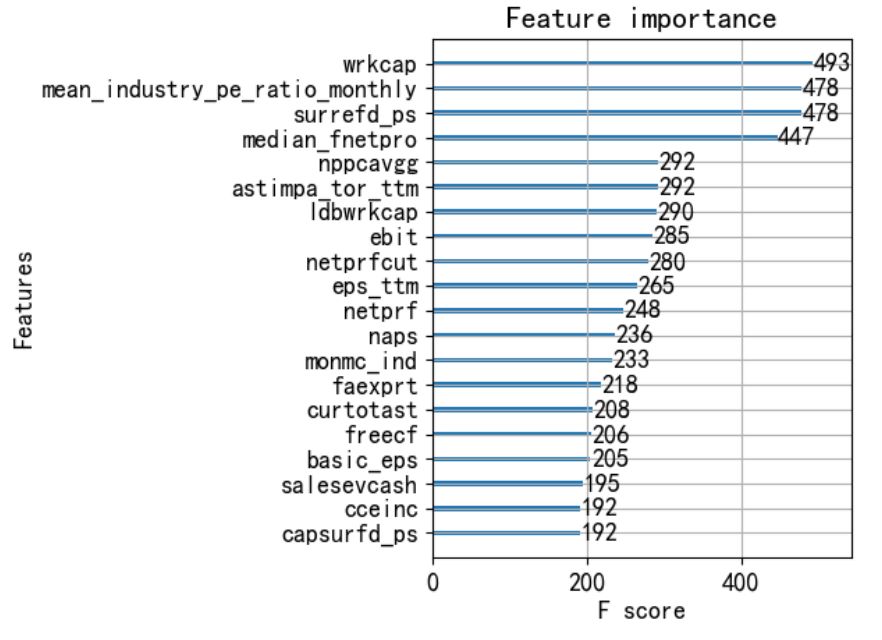 Feature importance
wrkcap 493
mean_industry_pe_ratio_monthly 478
surrefd_ps 478
median_fnetpro 447
nppcavgg 292
astimpa_tor_ttm 292
ldbwrkcap 290
ebit 285
netprfcut 280
eps_ttm 265
netprf 248
naps 236
monmc_ind 233
faexprt 218
curtotast 208
freecf 206
basic_eps 205
salesevcash 195
cceinc 192
capsurfd_ps 192
Features
0 200 400
F score